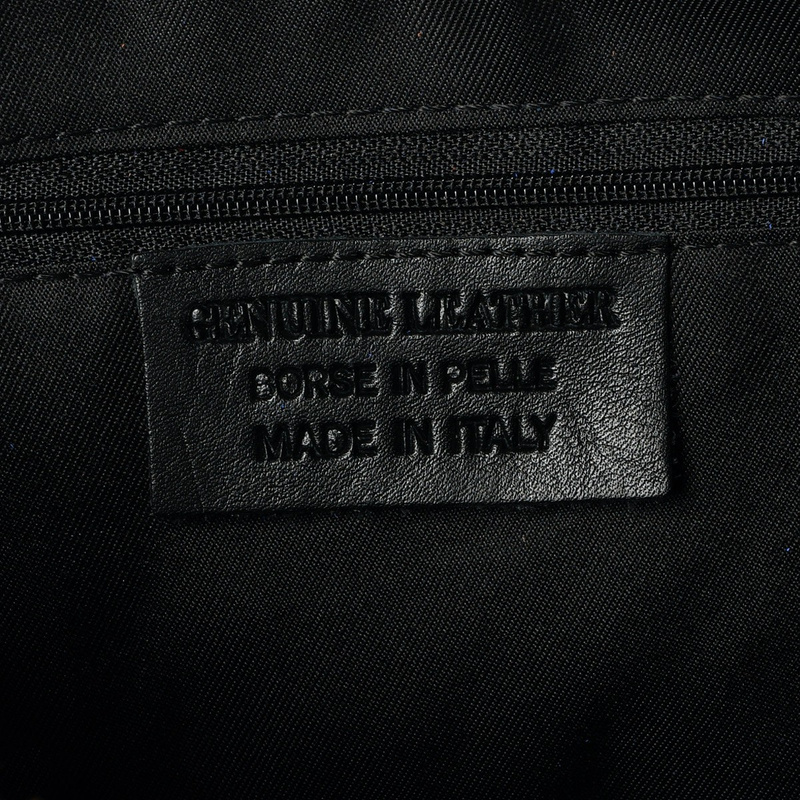 GENUINE LEATHER
BORSE IN PELLE
MADE IN ITALY